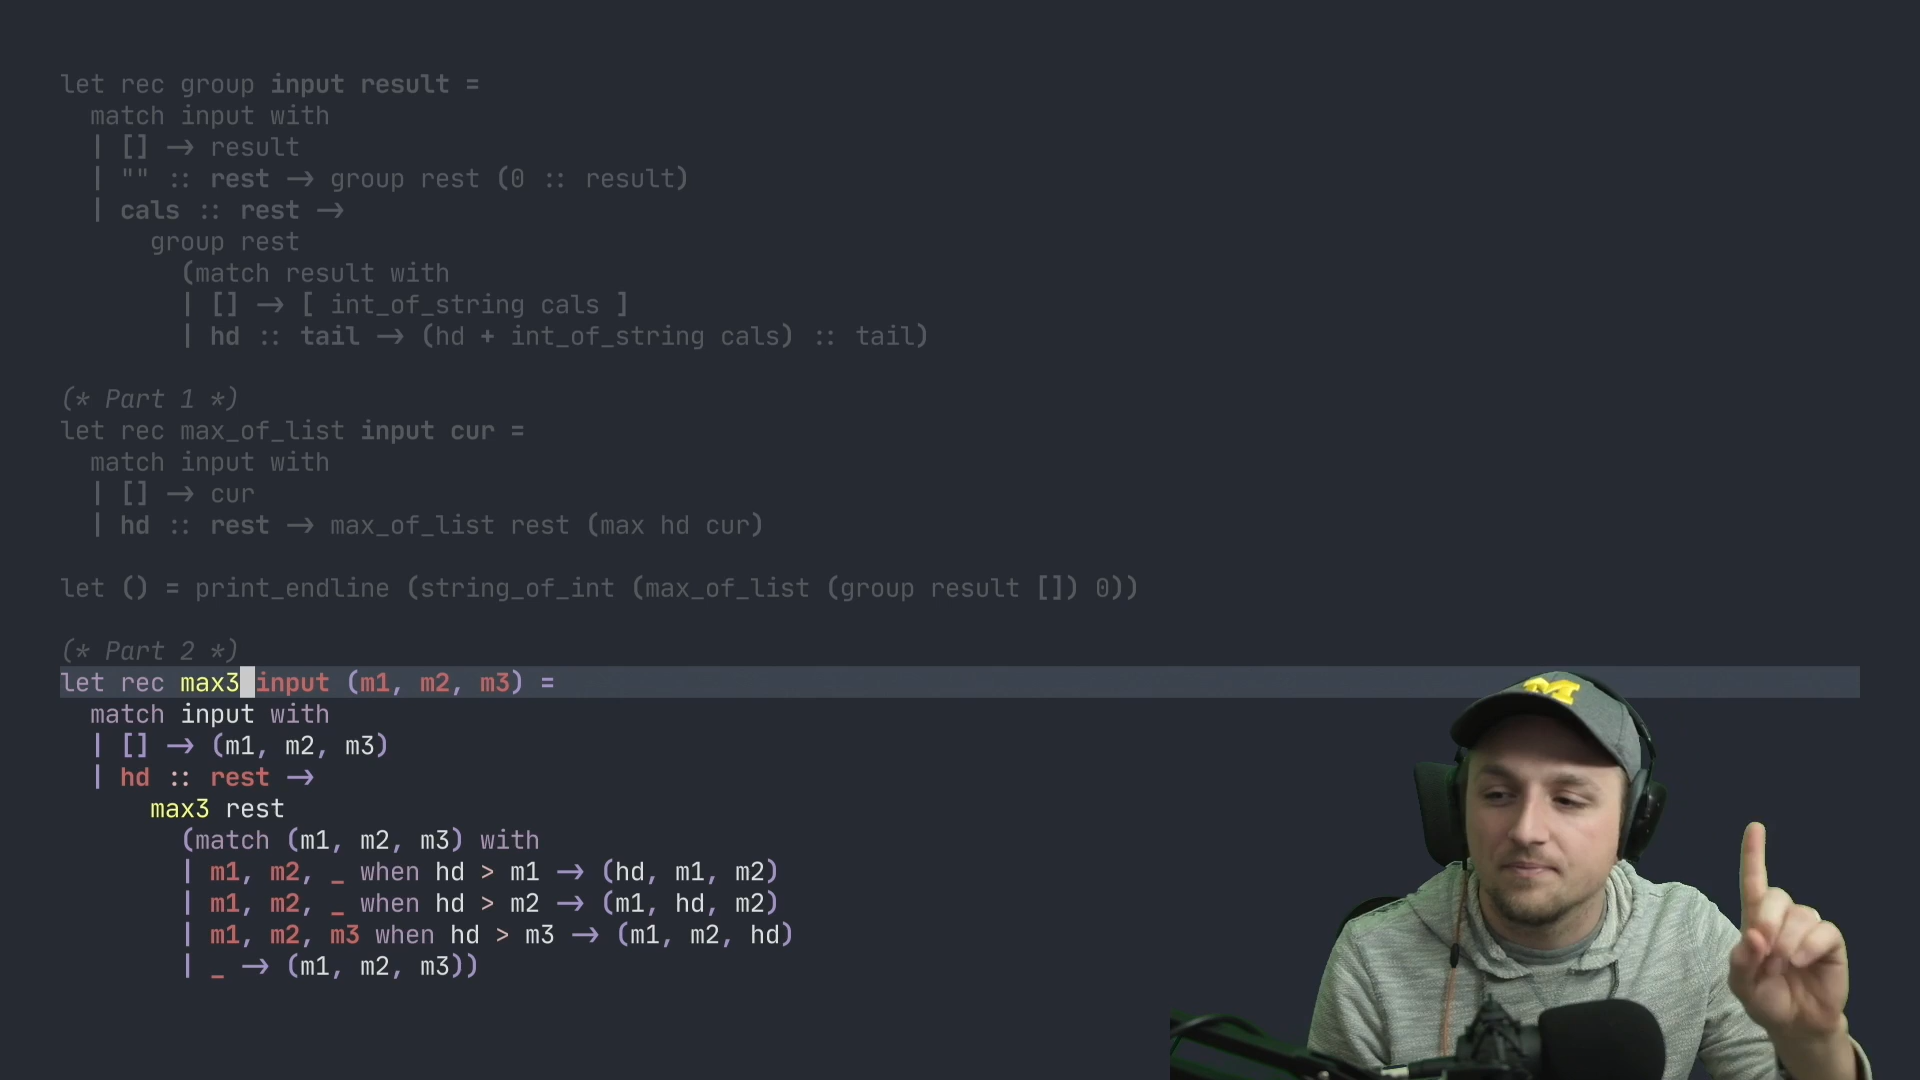 let rec group input result =
match input with
| [] → result
| "" :: rest → group rest (0 :: result)
| cals :: rest →
group rest
(match result with
| [] → [ int_of_string cals ]
| hd :: tail → (hd + int_of_string cals) :: tail)
(* Part 1 *)
let rec max_of_list input cur =
match input with
| [] → cur
| hd :: rest → max_of_list rest (max hd cur)
let () = print_endline (string_of_int (max_of_list (group result []) 0))
(* Part 2 *)
let rec max3 input (m1, m2, m3) =
match input with
| [] → (m1, m2, m3)
| hd :: rest →
max3 rest
(match (m1, m2, m3) with
| m1, m2, _ when hd > m1 → (hd, m1, m2)
| m1, m2, _ when hd > m2 → (m1, hd, m2)
| m1, m2, m3 when hd > m3 → (m1, m2, hd)
| _ → (m1, m2, m3))
M